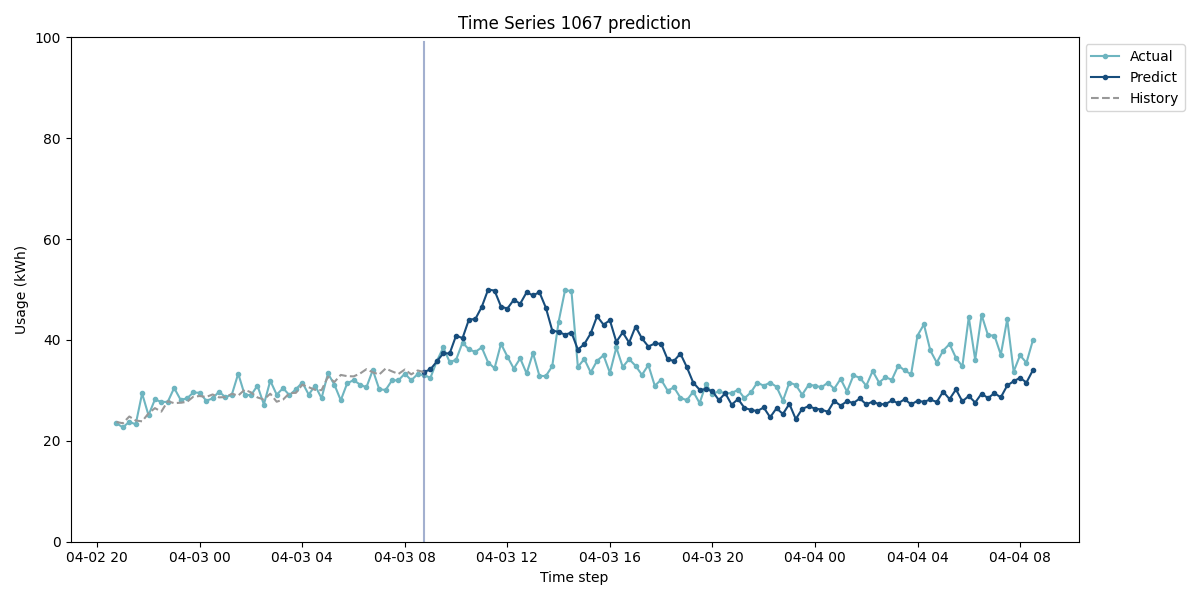 Time Series 1067 prediction
100
80
60
40
20
0
Usage (kWh)
04-02 20
04-03 00
04-03 04
04-03 08
04-03 12
04-03 16
04-03 20
04-04 00
04-04 04
04-04 08
Time step
Actual
Predict
History